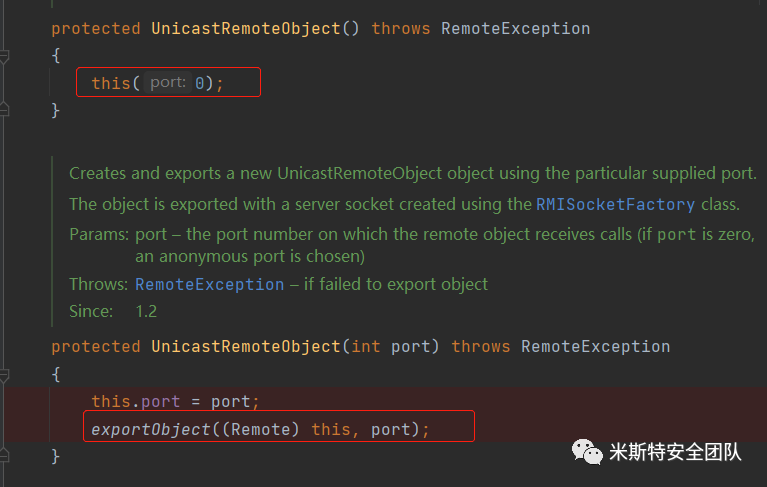 protected UnicastRemoteObject() throws RemoteException
{
this( port: 0);
}
Creates and exports a new UnicastRemoteObject object using the particular supplied port.
The object is exported with a server socket created using the RMISocketFactory class.
Params: port – the port number on which the remote object receives calls (if port is zero,
an anonymous port is chosen)
Throws: RemoteException – if failed to export object
Since: 1.2
protected UnicastRemoteObject(int port) throws RemoteException
{
this.port = port;
exportObject((Remote) this, port);
}
米斯特安全团队